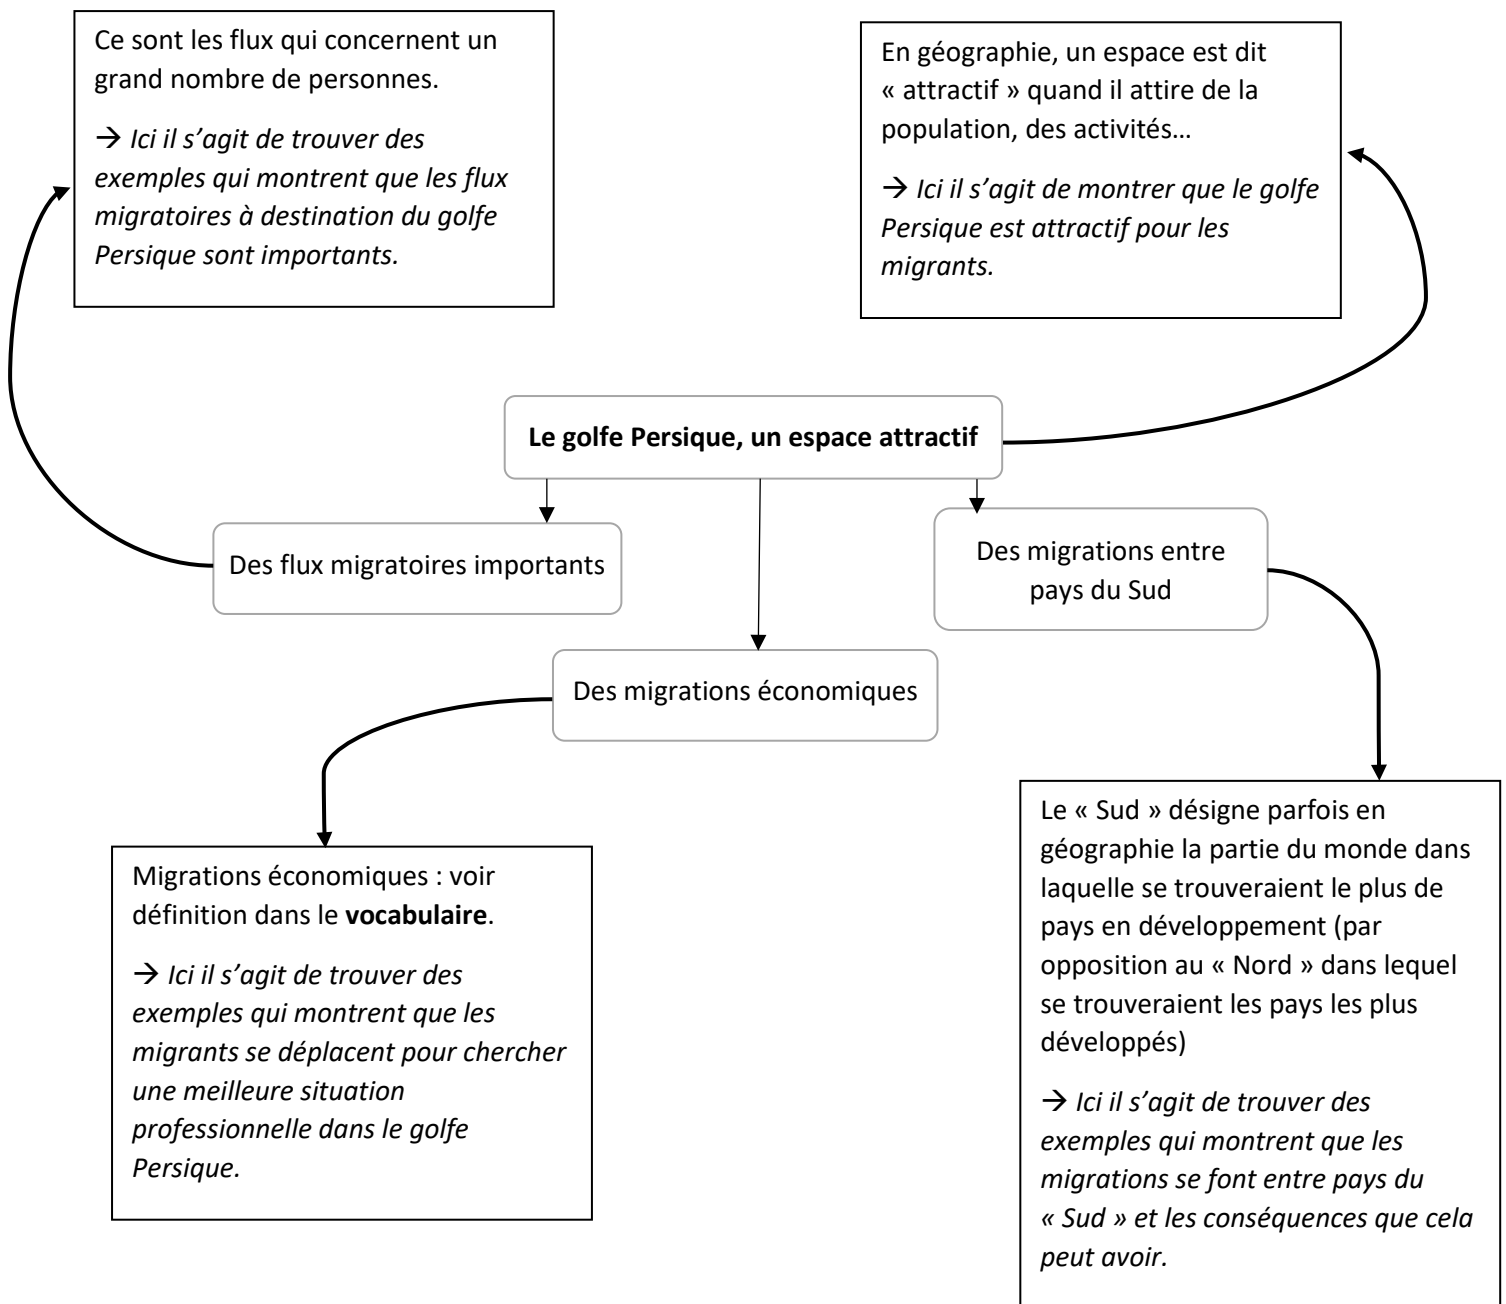 Ce sont les flux qui concernent un
grand nombre de personnes.
→ Ici il s’agit de trouver des
exemples qui montrent que les flux
migratoires à destination du golfe
Persique sont importants.
En géographie, un espace est dit
« attractif » quand il attire de la
population, des activités…
→ Ici il s’agit de montrer que le golfe
Persique est attractif pour les
migrants.
Le golfe Persique, un espace attractif
Des flux migratoires importants
Des migrations entre
pays du Sud
Des migrations économiques
Migrations économiques : voir
définition dans le vocabulaire.
→ Ici il s’agit de trouver des
exemples qui montrent que les
migrants se déplacent pour chercher
une meilleure situation
professionnelle dans le golfe
Persique.
Le « Sud » désigne parfois en
géographie la partie du monde dans
laquelle se trouveraient le plus de
pays en développement (par
opposition au « Nord » dans lequel
se trouveraient les pays les plus
développés)
→ Ici il s’agit de trouver des
exemples qui montrent que les
migrations se font entre pays du
« Sud » et les conséquences que cela
peut avoir.